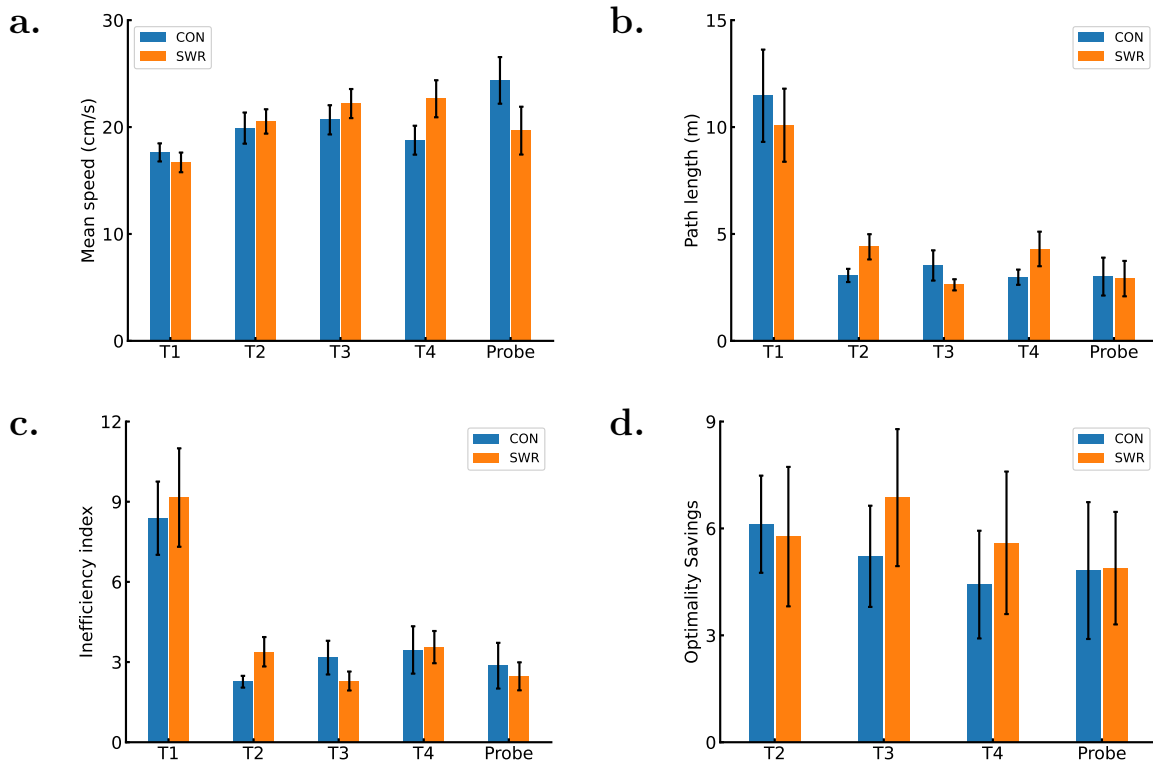 a.
30
20
10
0
Mean speed (cm/s)
CON
SWR
T1 T2 T3 T4 Probe
b.
15
10
5
0
Path length (m)
CON
SWR
T1 T2 T3 T4 Probe
c.
12
9
6
3
0
Inefficiency index
CON
SWR
T1 T2 T3 T4 Probe
d.
9
6
3
0
Optimality Savings
CON
SWR
T2 T3 T4 Probe